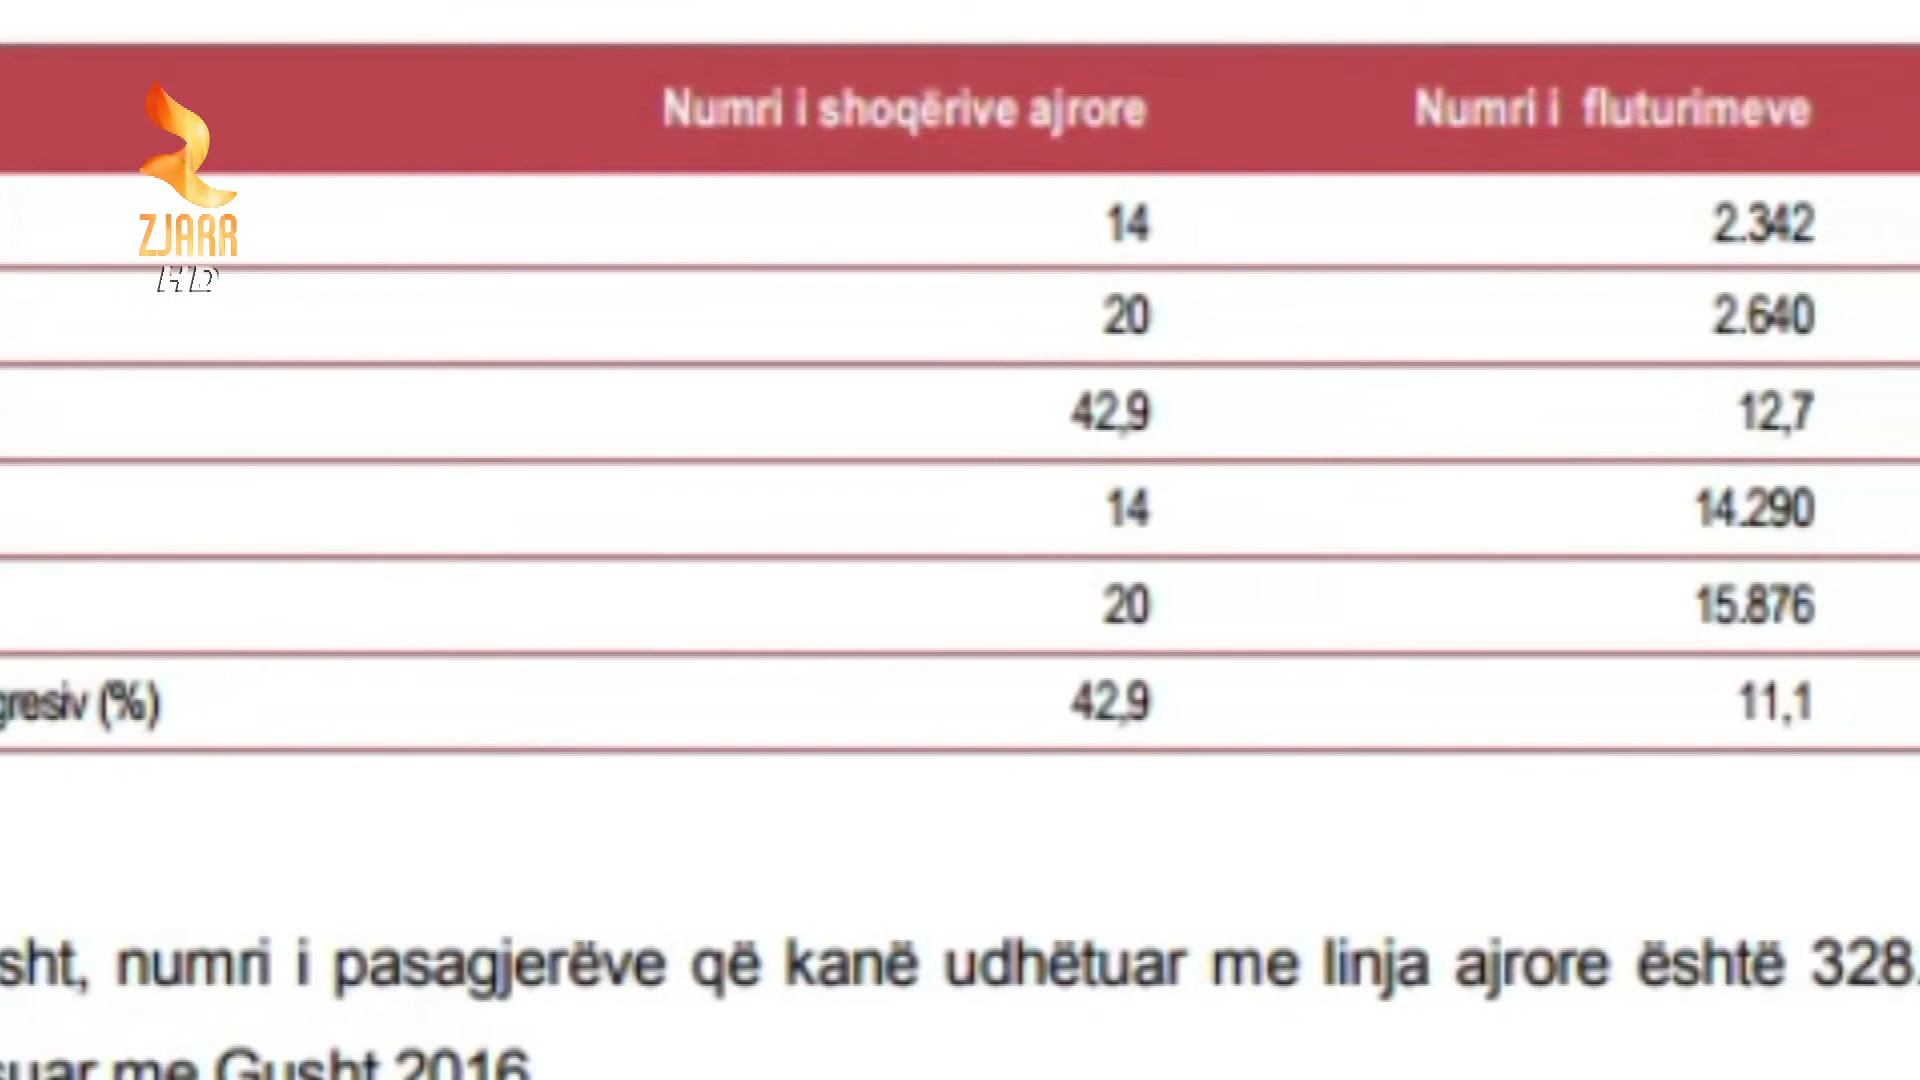 Numri i shoqërive ajrore Numri i fluturimeve
ZJARR
HD
14 2.342
20 2.640
42,9 12,7
14 14.290
20 15.876
gresiv (%) 42,9 11,1
sht, numri i pasagjerëve që kanë udhëtuar me linja ajrore është 328.
suar me Gusht 2016